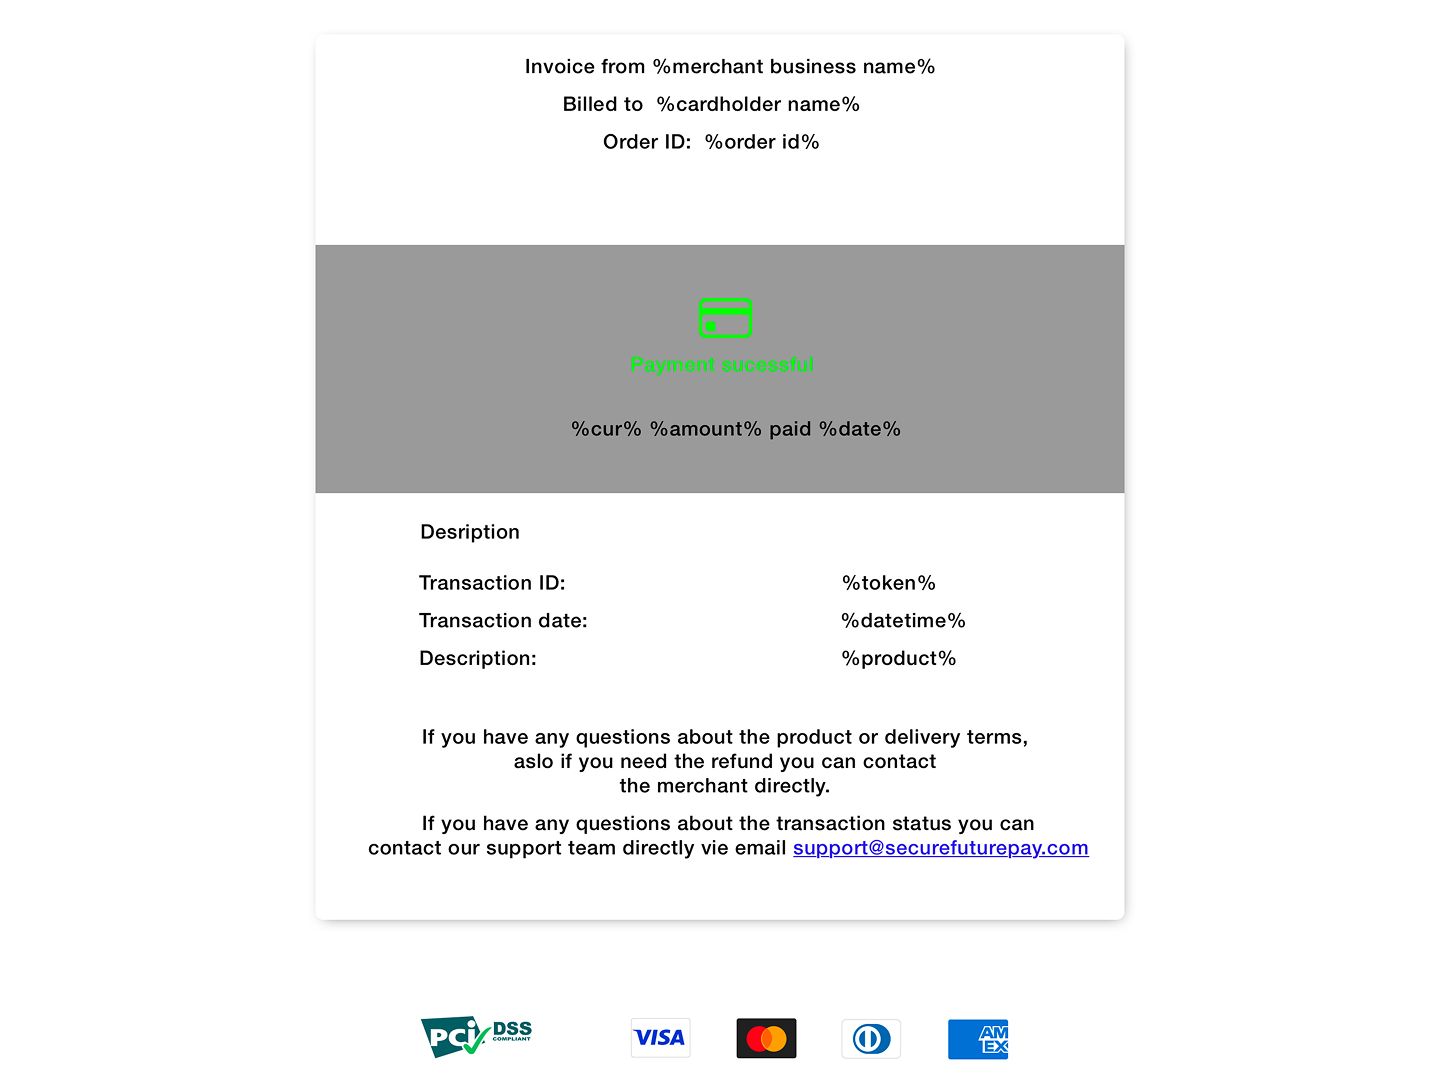 Invoice from %merchant business name%
Billed to %cardholder name%
Order ID: %order id%
Payment sucessful
%cur% %amount% paid %date%
Desription
Transaction ID: %token%
Transaction date: %datetime%
Description: %product%
If you have any questions about the product or delivery terms,
aslo if you need the refund you can contact
the merchant directly.
If you have any questions about the transaction status you can
contact our support team directly vie email support@securefuturepay.com
PCi DSS COMPLIANT VISA AM EX